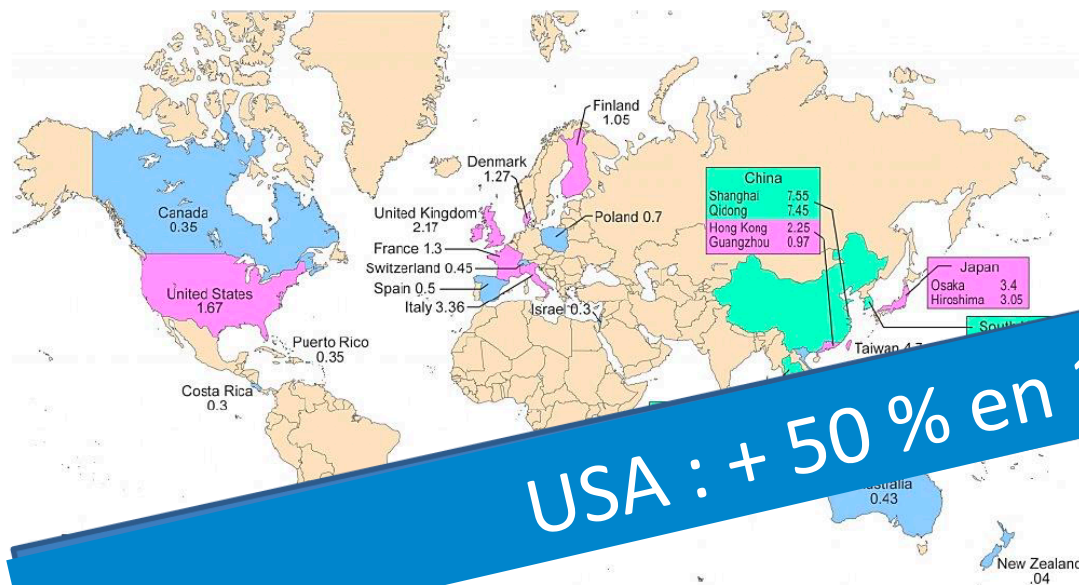 Finland
1.05
Denmark
1.27
United Kingdom
2.17
Poland 0.7
France 1.3
Switzerland 0.45
Spain 0.5
Italy 3.36
Israel 0.3
Canada
0.35
United States
1.67
Puerto Rico
0.35
Costa Rica
0.3
China
Shanghai 7.55
Qidong 7.45
Hong Kong 2.25
Guangzhou 0.97
Japan
Osaka 3.4
Hiroshima 3.05
Taiwan
USA : + 50 % en
0.43
New Zealand
.04